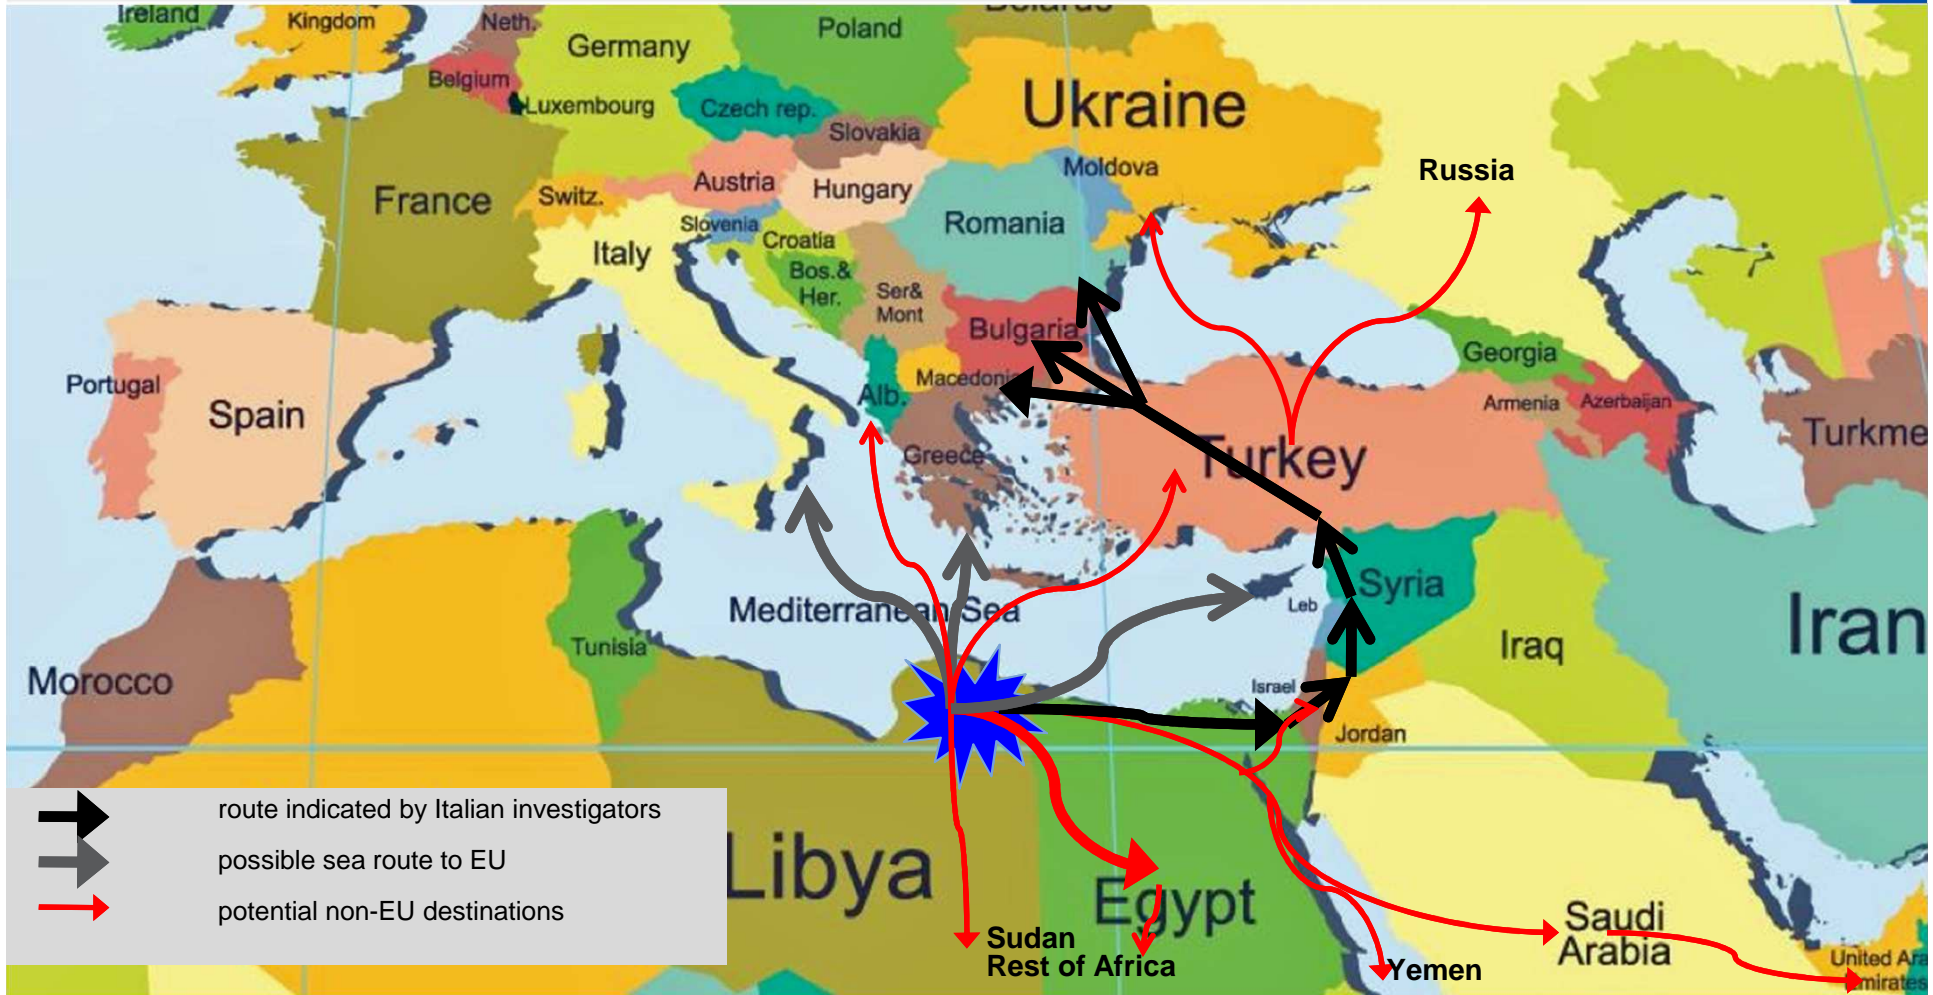 Ireland
Kingdom
Neth.
Belarus
Germany
Poland
Belgium
Luxembourg
Czech rep.
Ukraine
Slovakia
Moldova
Russia
France
Switz.
Austria
Hungary
Slovenia
Croatia
Romania
Italy
Bos.&
Her.
Ser&
Mont
Bulgaria
Georgia
Portugal
Spain
Alb.
Macedonia
Armenia
Azerbaijan
Turkme
Greece
Turkey
Syria
Mediterranean Sea
Leb
Iran
Tunisia
Iraq
Morocco
Israel
Jordan
route indicated by Italian investigators
possible sea route to EU
potential non-EU destinations
Libya
Egypt
Saudi
Arabia
Sudan
Rest of Africa
Yemen
United Ara
Emirates